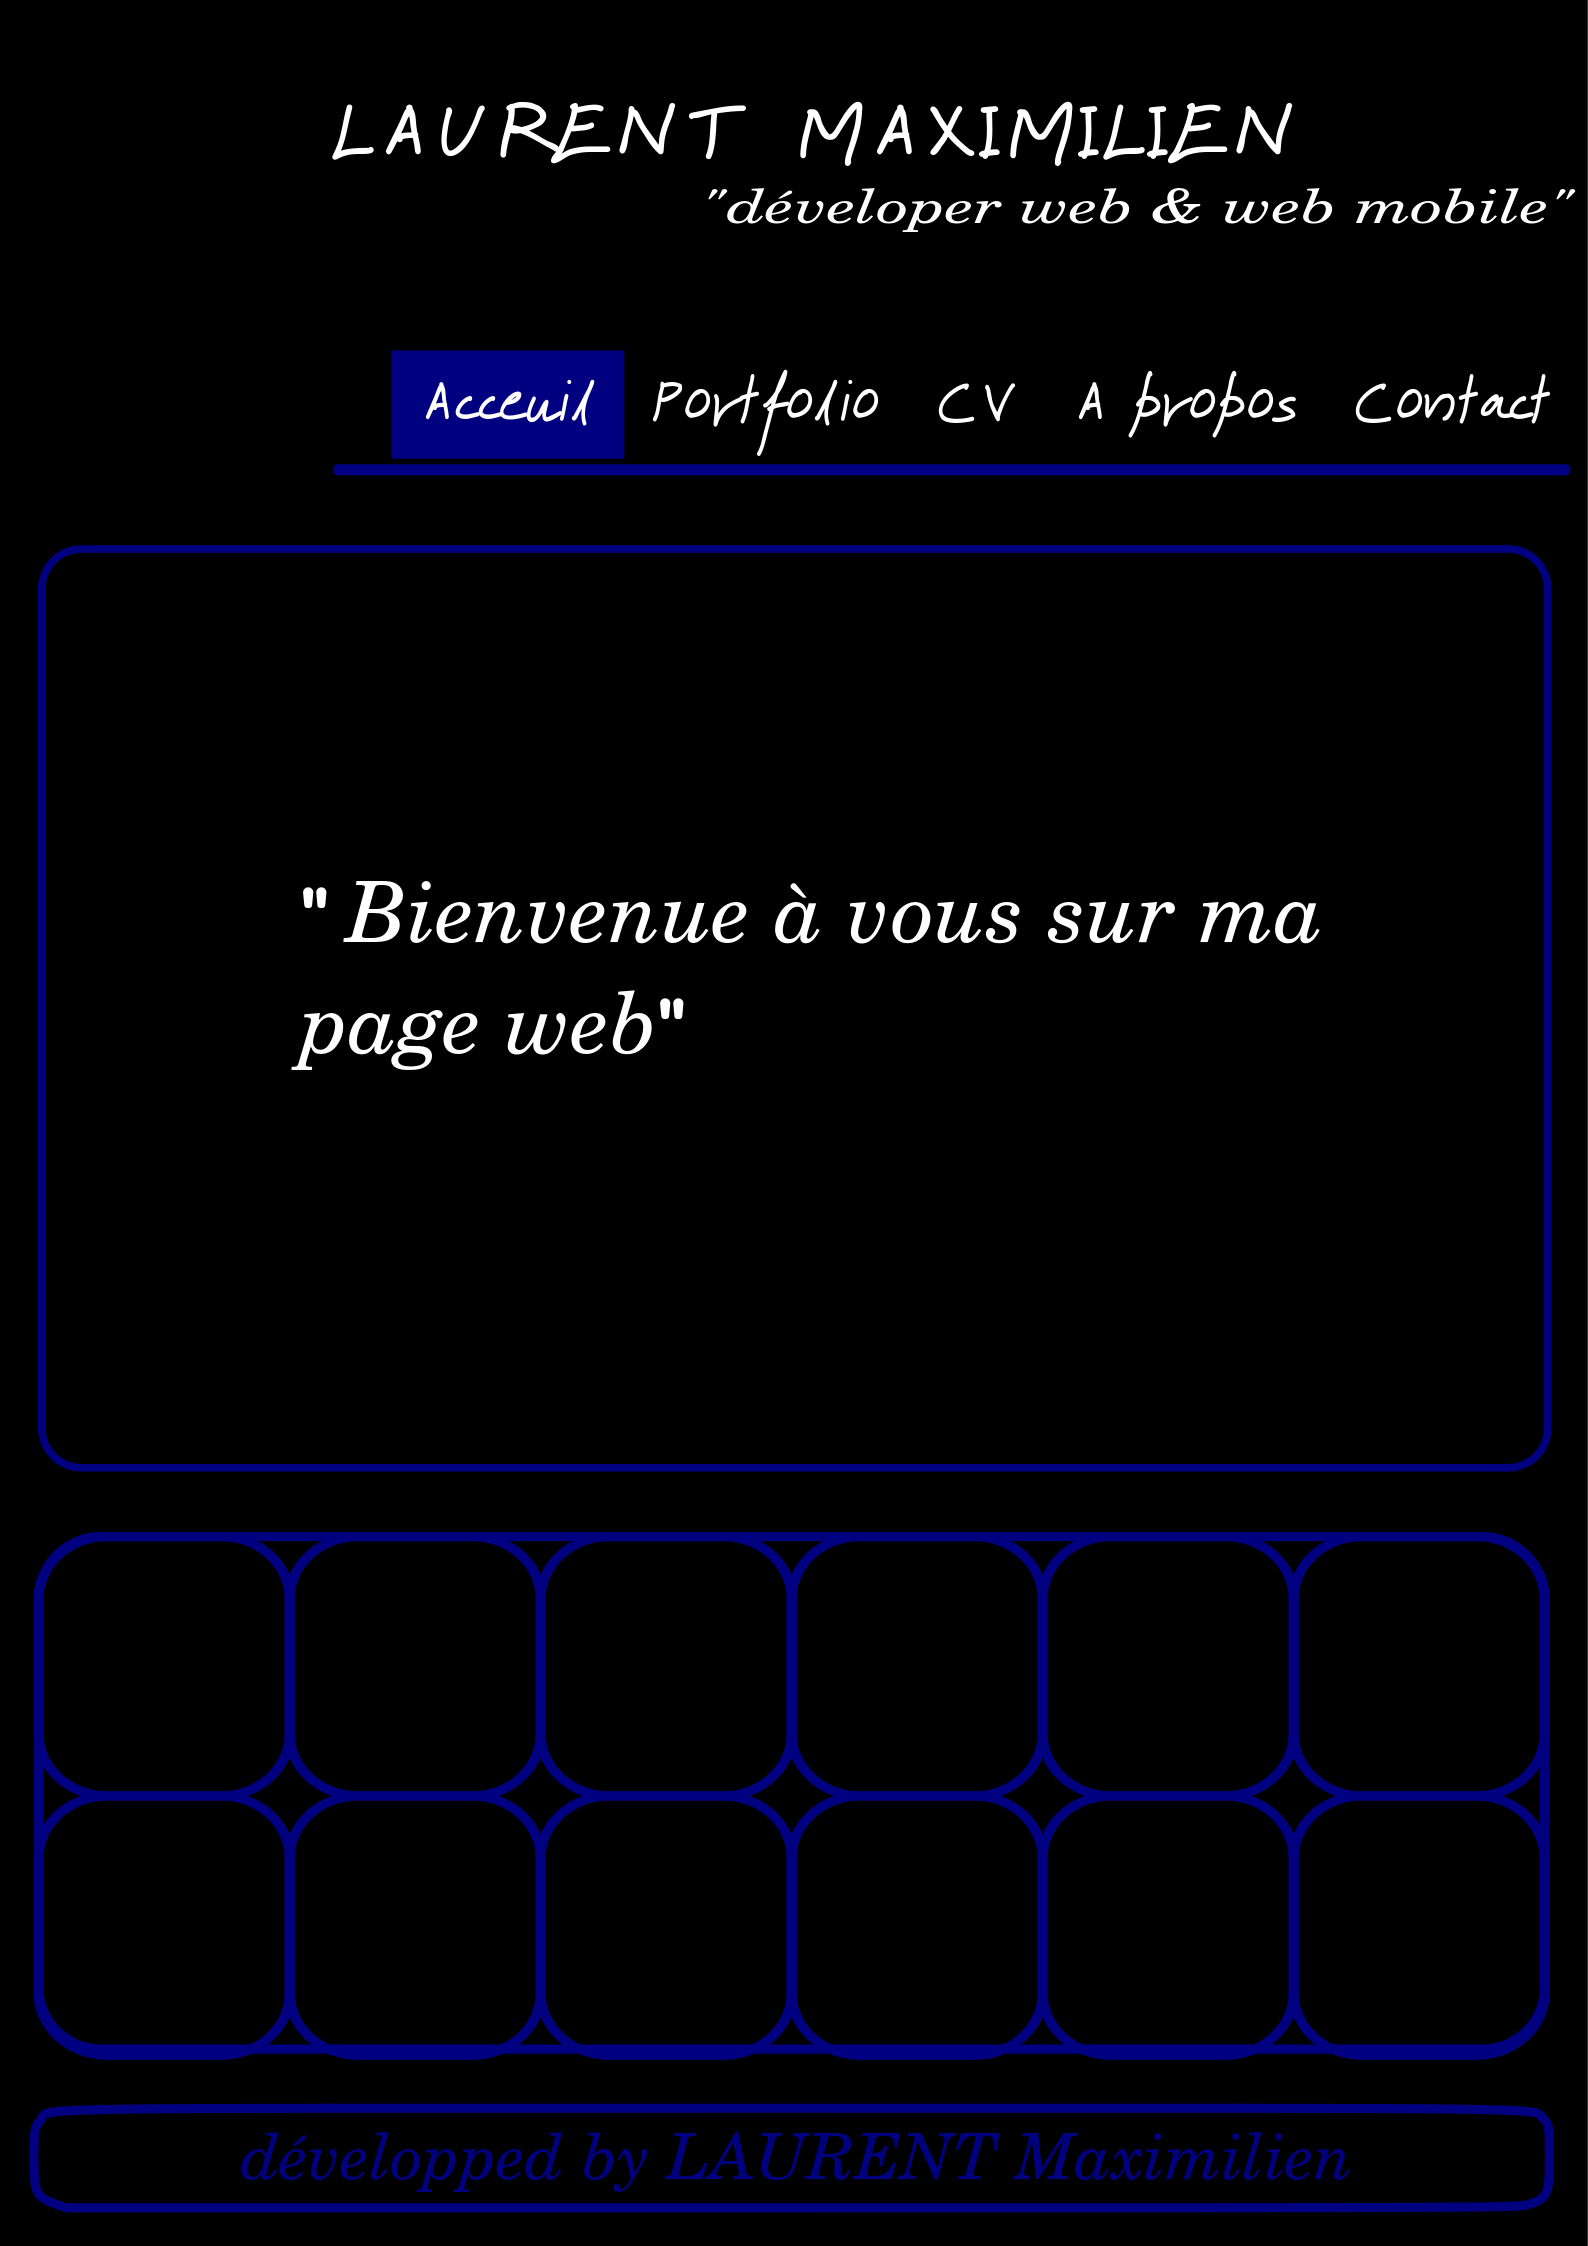 LAURENT MAXIMILIEN
"déveloper web & web mobile"
Acceuil Portfolio CV A propos Contact
" Bienvenue à vous sur ma
page web"
développed by LAURENT Maximilien